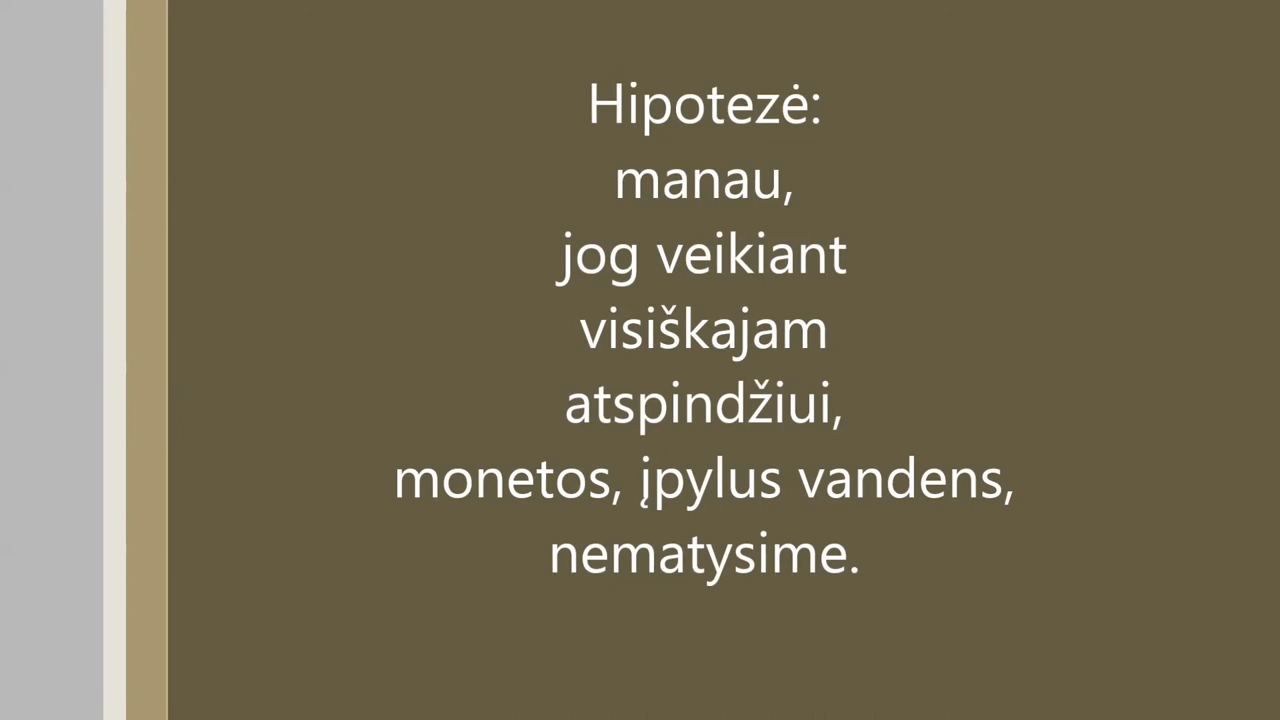 Hipotezė:
manau,
jog veikiant
visiškajam
atspindžiui,
monetos, įpylus vandens,
nematysime.